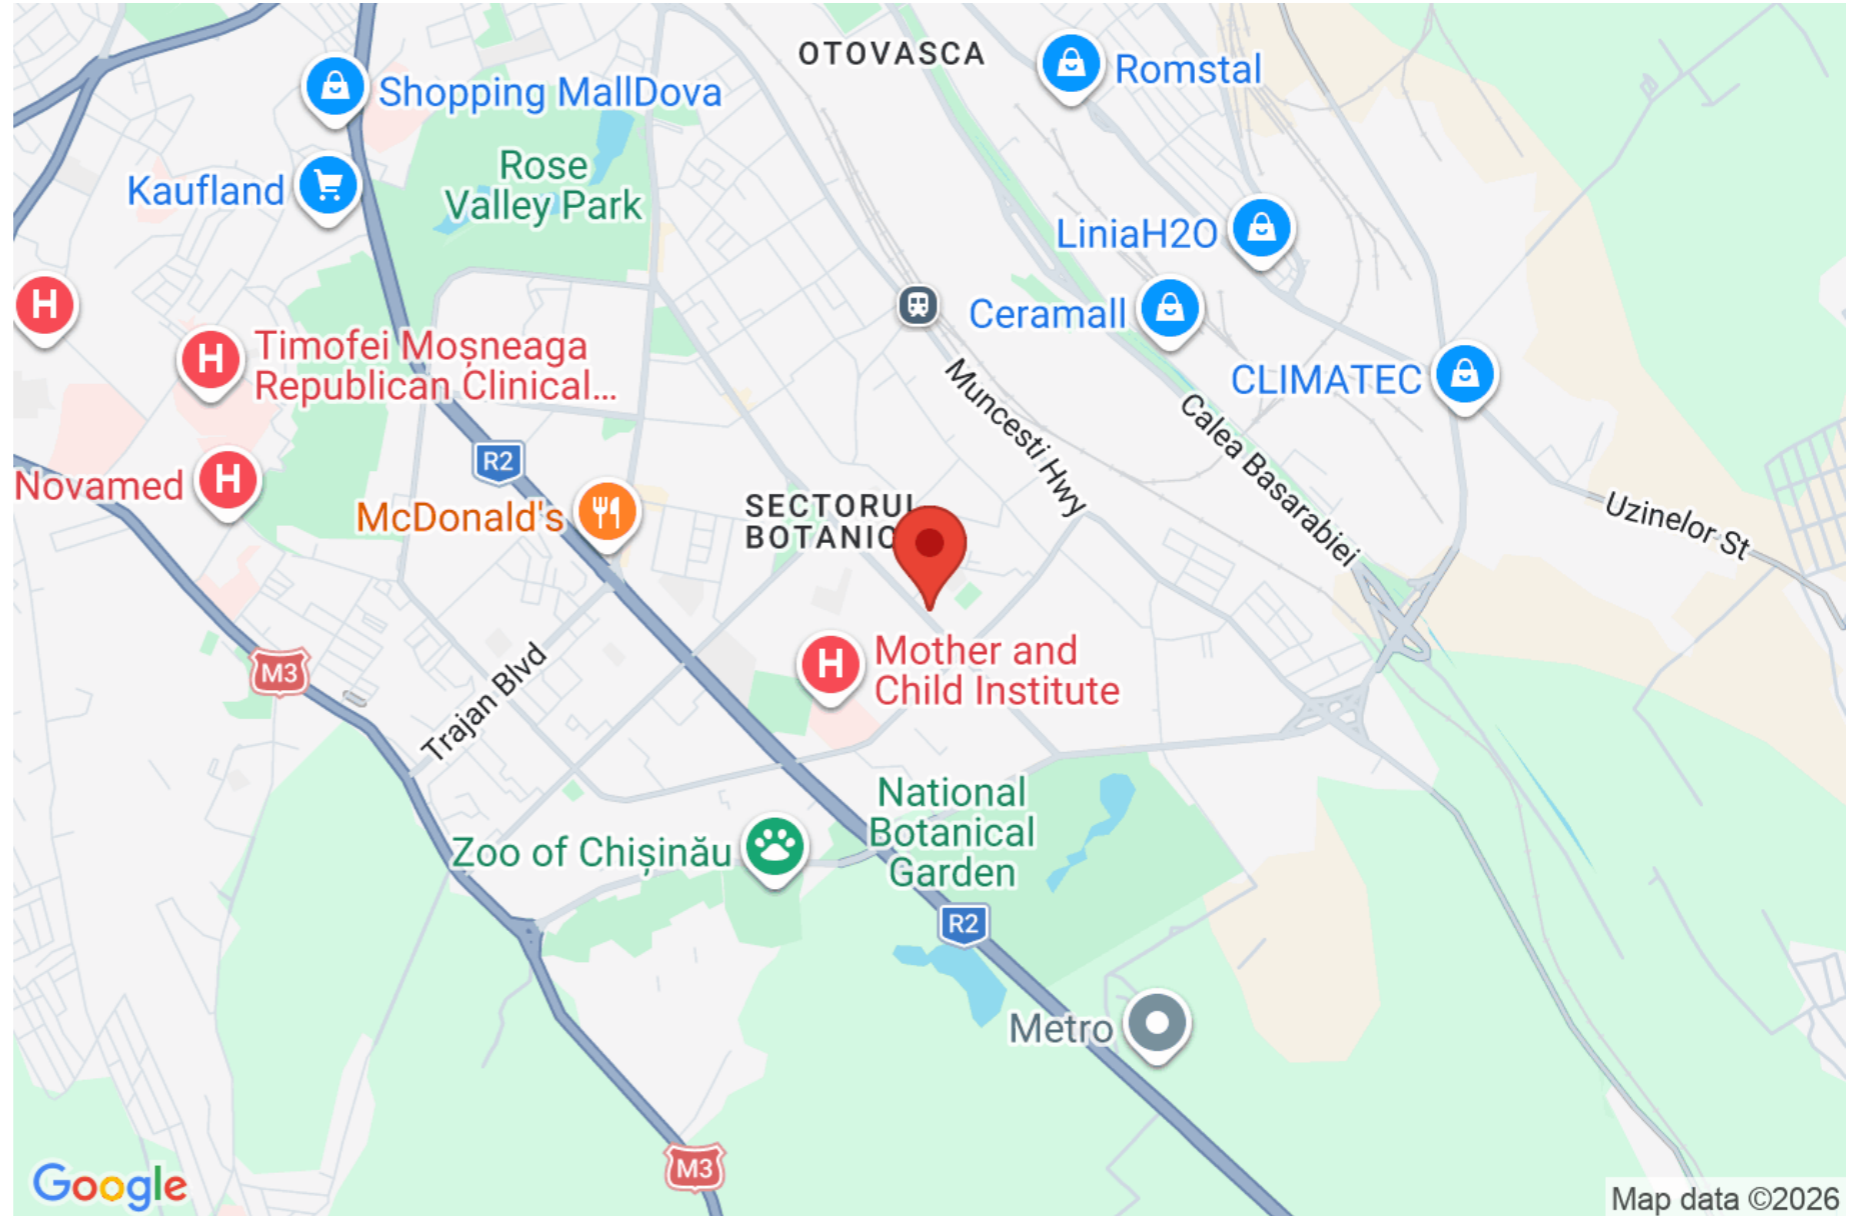 OTOVASCA
Romstal
Shopping MallDova
Rose
Valley Park
Kaufland
LiniaH2O
Ceramall
H
H
Timofei Moșneaga
Republican Clinical...
CLIMATEC
Muncesti Hwy
Calea Basarabiei
R2
Novamed
H
McDonald's
SECTORUL
BOTANIC
Uzinelor St
M3
Trajan Blvd
H
Mother and
Child Institute
National
Botanical
Garden
Zoo of Chișinău
R2
Metro
M3
Google
Map data ©2026